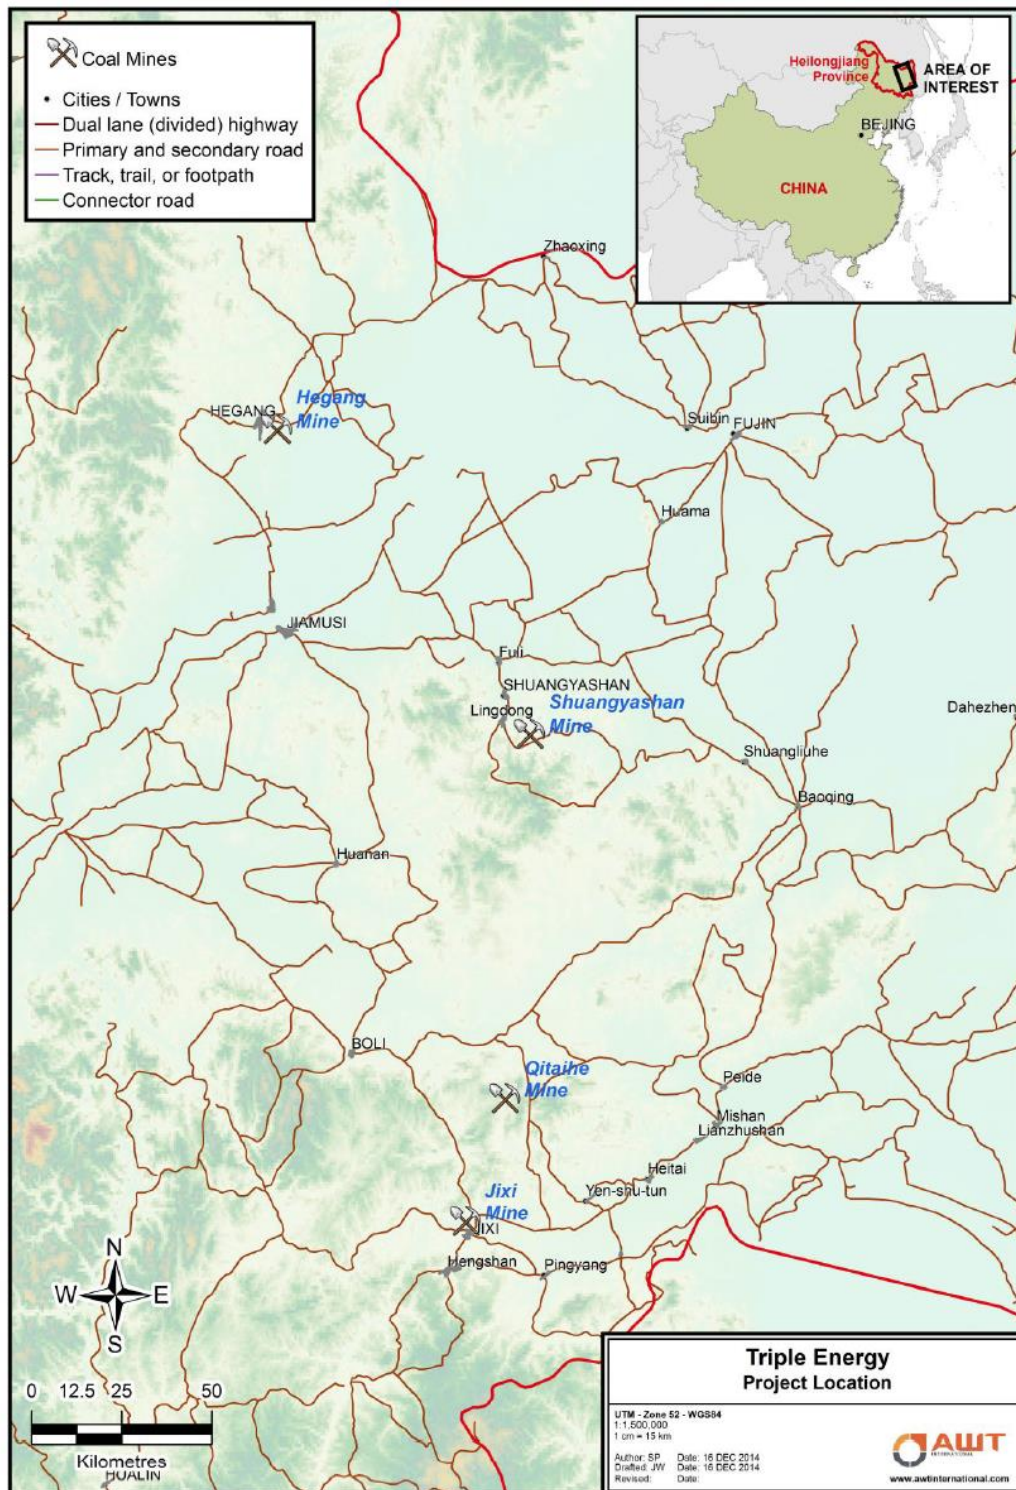 Coal Mines
Cities / Towns
Dual lane (divided) highway
Primary and secondary road
Track, trail, or footpath
Connector road
Heilongjiang
Province
AREA OF
INTEREST
BEJING
CHINA
Zhaoxing
HEGANG
Hegang
Mine
Suibin
FUJIN
Huama
JIAMUSI
Fuli
SHUANGYASHAN
Lingdong
Shuangyashan
Mine
Dahezhen
Shuangliuhe
Baoqing
Huanan
BOLI
Qitaihe
Mine
Peide
Mishan
Lianzhushan
Heitai
Yen-shu-tun
Jixi
Mine
JIXI
Hengshan
Pingyang
N
W E
S
0 12.5 25 50
Kilometres
HUALIN
Triple Energy
Project Location
UTM - Zone 52 - WGS84
1:1,500,000
1 cm = 15 km
Author: SP Date: 16 DEC 2014
Drafted: JW Date: 16 DEC 2014
Revised: Date:
AWT
INTERNATIONAL
www.awtinternational.com